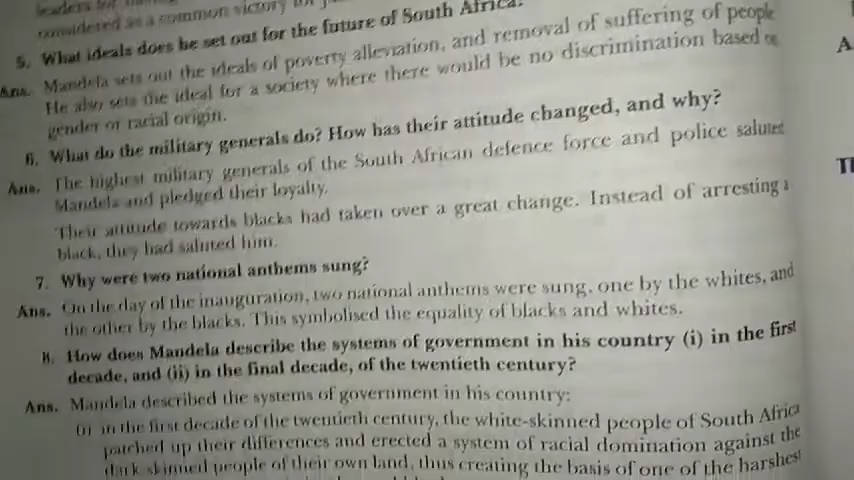 leaders for
considered as a common victory for
5. What ideals does he set out for the future of South Africa?
Ans. Mandela sets out the ideals of poverty alleviation, and removal of suffering of people
He also sets the ideal for a society where there would be no discrimination based on
gender or racial origin.
6. What do the military generals do? How has their attitude changed, and why?
Ans. The highest military generals of the South African defence force and police saluted
Mandela and pledged their loyalty.
Their attitude towards blacks had taken over a great change. Instead of arresting a
black, they had saluted him.
7. Why were two national anthems sung?
Ans. On the day of the inauguration, two national anthems were sung, one by the whites, and
the other by the blacks. This symbolised the equality of blacks and whites.
8. How does Mandela describe the systems of government in his country (i) in the first
decade, and (ii) in the final decade, of the twentieth century?
Ans. Mandela described the systems of government in his country:
(i) in the first decade of the twentieth century, the white-skinned people of South Africa
patched up their differences and erected a system of racial domination against the
dark-skinned people of their own land, thus creating the basis of one of the harshest
A